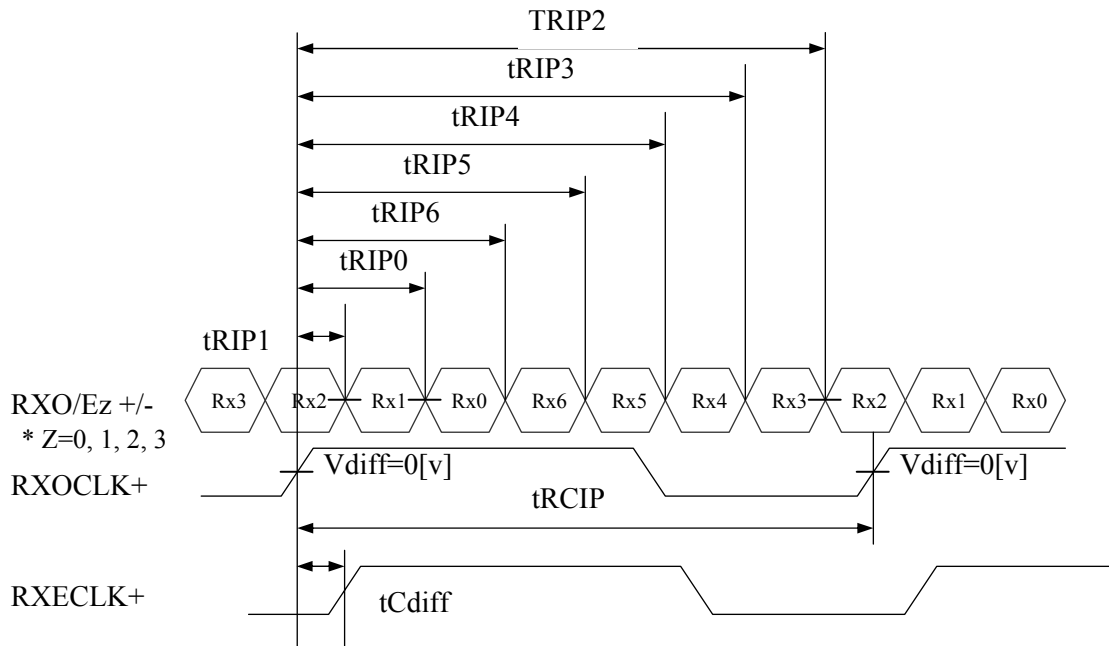 TRIP2
tRIP3
tRIP4
tRIP5
tRIP6
tRIP0
tRIP1
RXO/Ez +/-
Rx3 Rx2 Rx1 Rx0 Rx6 Rx5 Rx4 Rx3 Rx2 Rx1 Rx0
* Z=0, 1, 2, 3
Vdiff=0[v] Vdiff=0[v]
RXOCLK+
tRCIP
RXECLK+
tCdiff